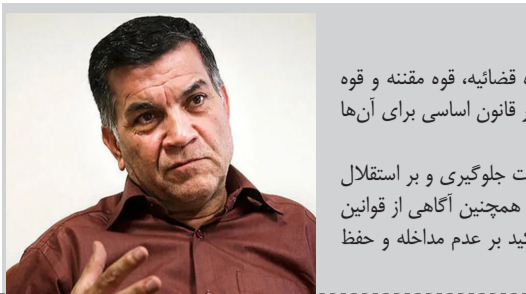 قضائیه، قوه مقننه و قوه
قانون اساسی برای آن‌ها
جلوگیری و بر استقلال
همچنین آگاهی از قوانین
بر عدم مداخله و حفظ